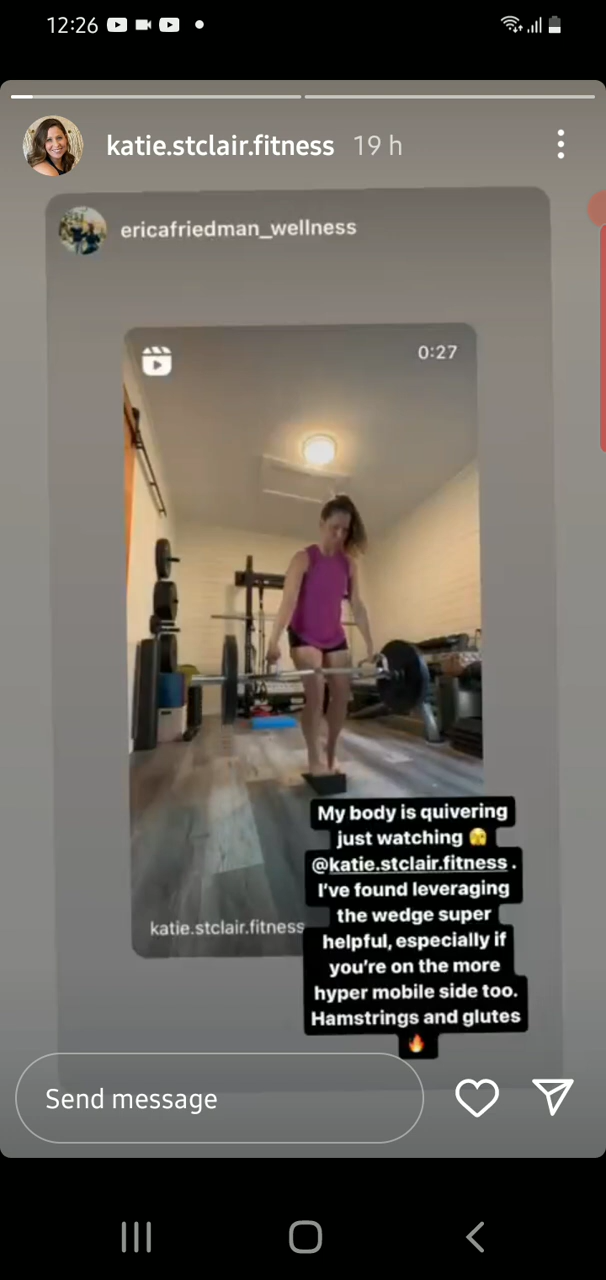 12:26
katie.stclair.fitness 19 h
ericafriedman_wellness
0:27
My body is quivering
just watching 🫣
@katie.stclair.fitness .
I've found leveraging
the wedge super
helpful, especially if
you're on the more
hyper mobile side too.
Hamstrings and glutes
🔥
katie.stclair.fitness
Send message